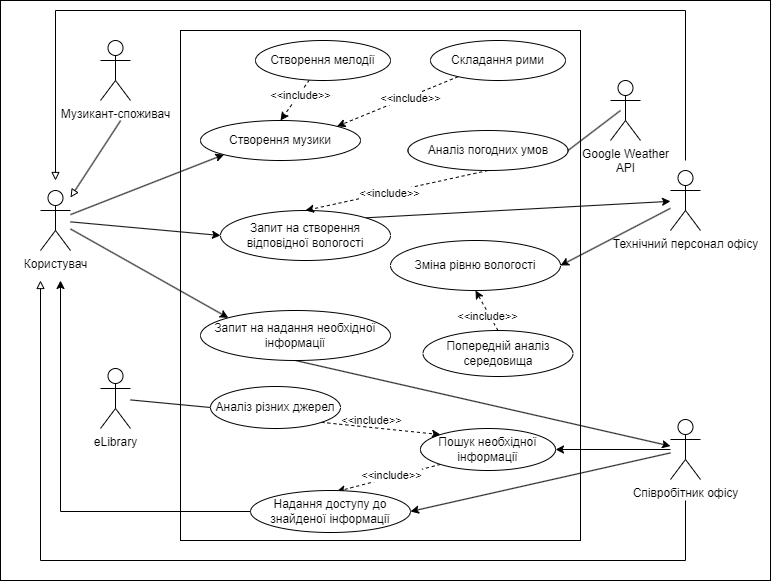 Створення мелодії
Складання рими
<<include>>
<<include>>
Музикант-споживач
Створення музики
Аналіз погодних умов
Google Weather
API
<<include>>
Запит на створення
відповідної вологості
Технічний персонал офісу
Користувач
Зміна рівню вологості
<<include>>
Запит на надання необхідної
інформації
Попередній аналіз
середовища
Аналіз різних джерел
<<include>>
eLibrary
Пошук необхідної
інформації
<<include>>
Співробітник офісу
Надання доступу до
знайденої інформації